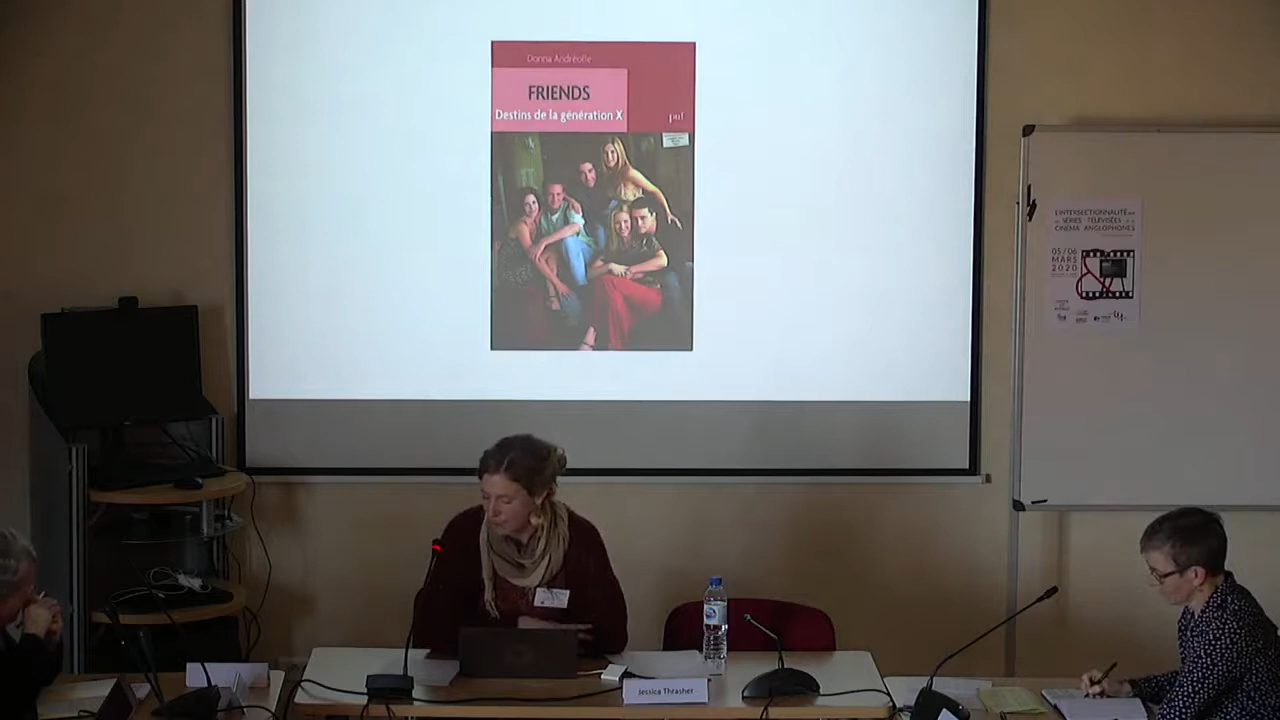 Donna Andréolle
FRIENDS
Destins de la génération X
puf
L'INTERSECTIONNALITÉ
SÉRIES TÉLÉVISÉES
CINÉMA ANGLOPHONES
05/06
MARS
2020
Jessica Thrasher